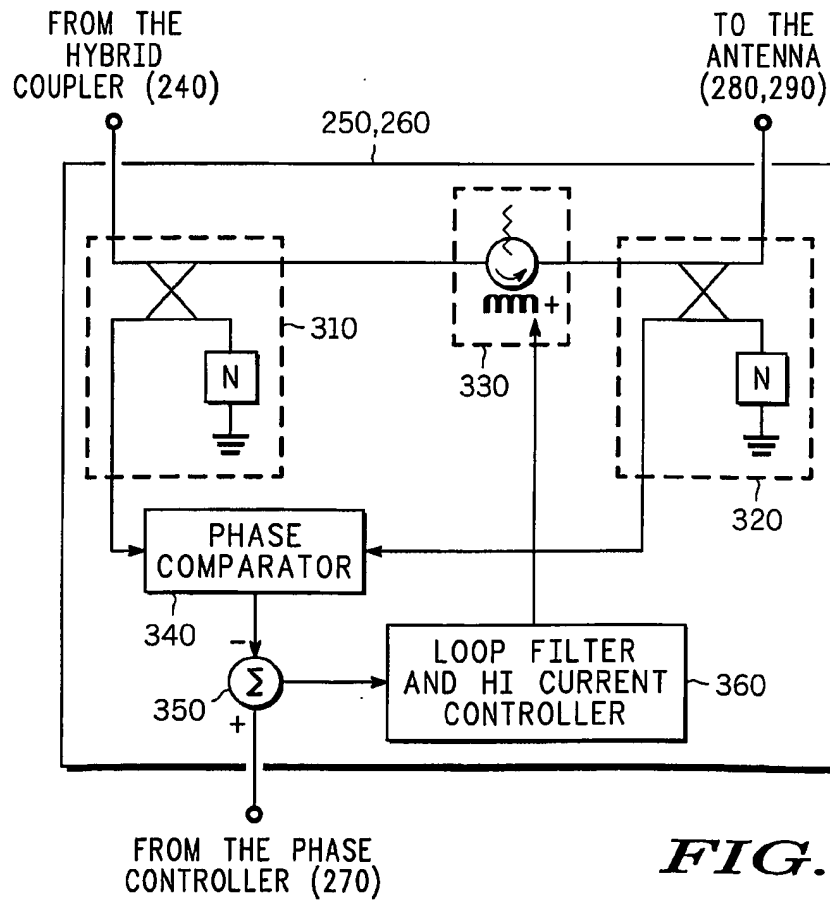 FROM THE
HYBRID
COUPLER (240)
TO THE
ANTENNA
(280,290)
250,260
+
310
330
N
N
320
PHASE
COMPARATOR
340
−
LOOP FILTER
AND HI CURRENT
CONTROLLER
360
350
Σ
+
FROM THE PHASE
CONTROLLER (270)
FIG.